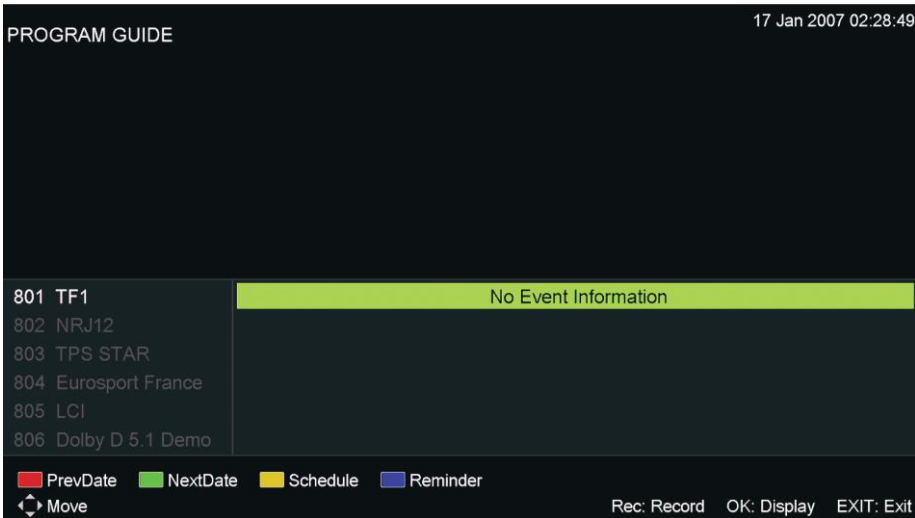 17 Jan 2007 02:28:49
PROGRAM GUIDE
801 TF1
No Event Information
802 NRJ12
803 TPS STAR
804 Eurosport France
805 LCI
806 Dolby D 5.1 Demo
PrevDate NextDate Schedule Reminder
Move Rec: Record OK: Display EXIT: Exit